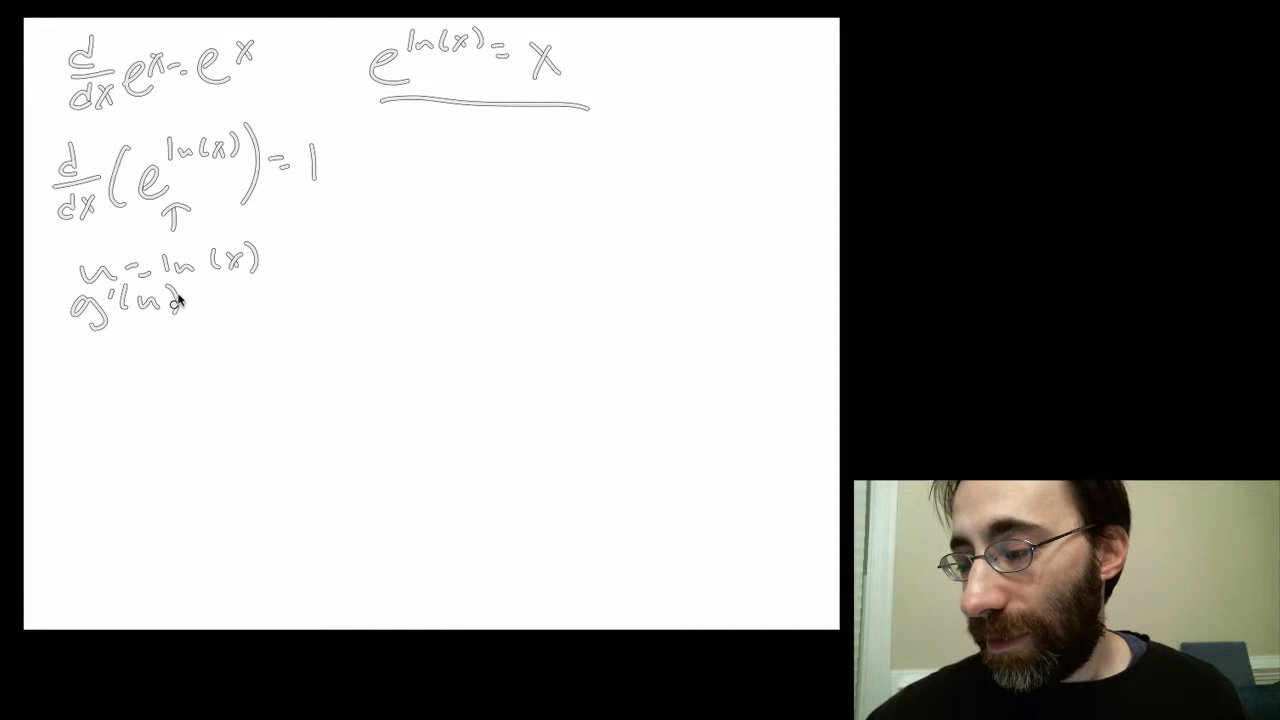 d/dx e^x = e^x
e^ln(x) = x
d/dx (e^ln(x)) = 1
↑
u = ln(x)
g'(u)